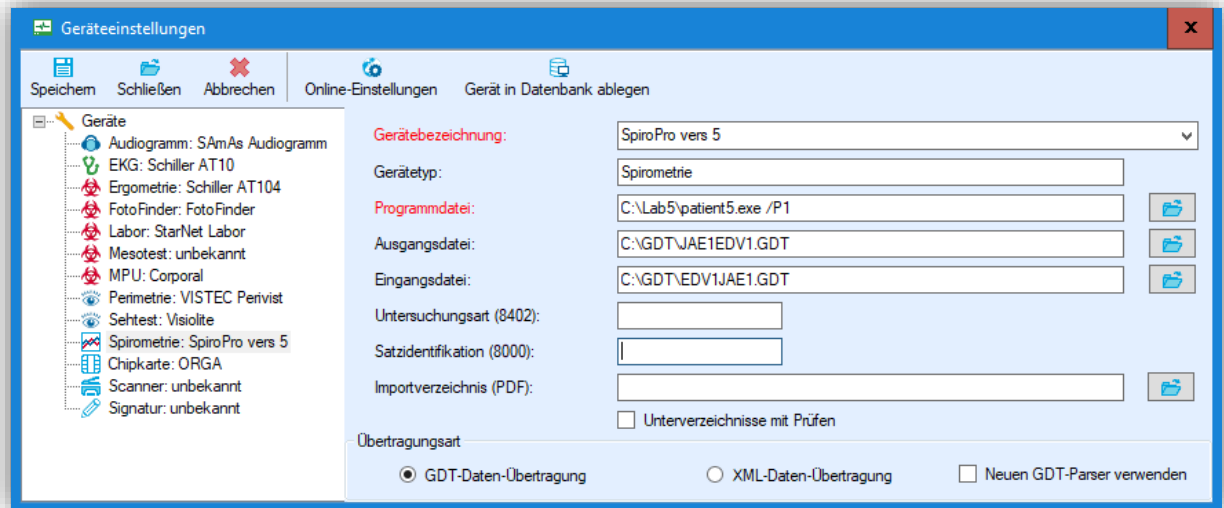 Geräteeinstellungen
x
Speichern Schließen Abbrechen Online-Einstellungen Gerät in Datenbank ablegen
Geräte
Audiogramm: SAmAs Audiogramm
EKG: Schiller AT10
Ergometrie: Schiller AT104
FotoFinder: FotoFinder
Labor: StarNet Labor
Mesotest: unbekannt
MPU: Corporal
Perimetrie: VISTEC Perivist
Sehtest: Visiolite
Spirometrie: SpiroPro vers 5
Chipkarte: ORGA
Scanner: unbekannt
Signatur: unbekannt
Gerätebezeichnung: SpiroPro vers 5
Gerätetyp: Spirometrie
Programmdatei: C:\Lab5\patient5.exe /P1
Ausgangsdatei: C:\GDT\JAE1EDV1.GDT
Eingangsdatei: C:\GDT\EDV1JAE1.GDT
Untersuchungsart (8402):
Satzidentifikation (8000):
Importverzeichnis (PDF):
Unterverzeichnisse mit Prüfen
Übertragungsart
GDT-Daten-Übertragung XML-Daten-Übertragung Neuen GDT-Parser verwenden